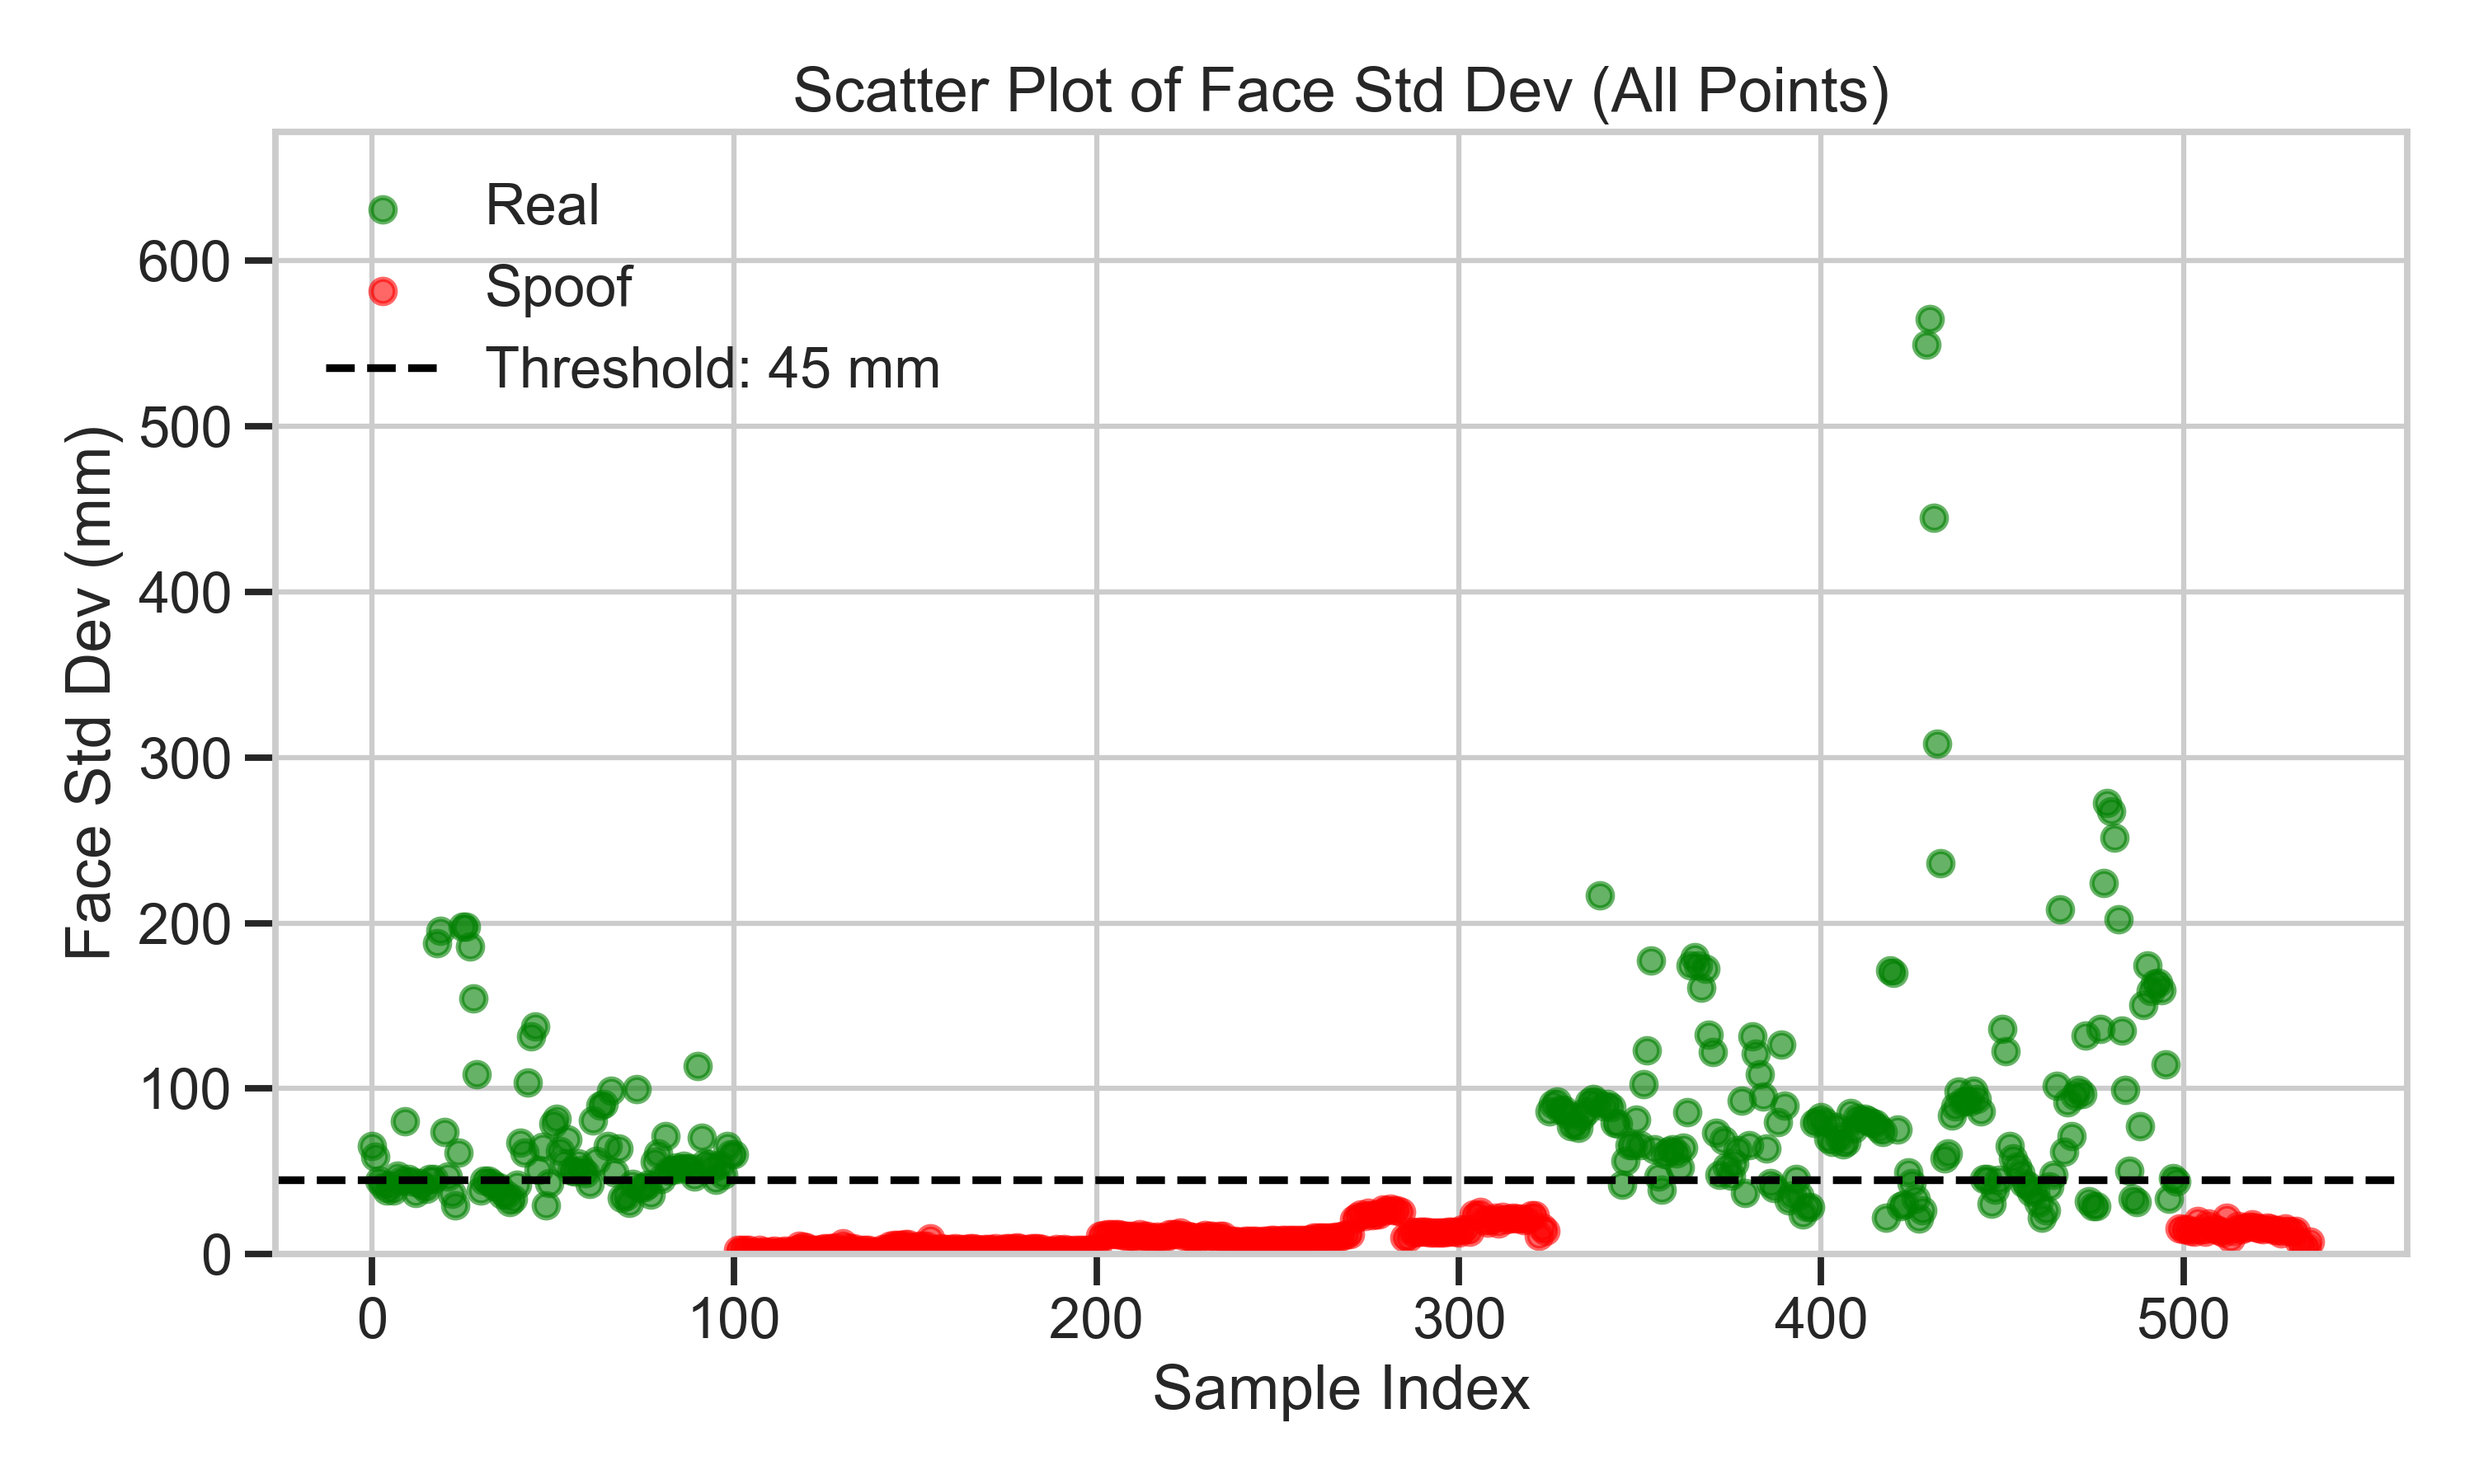 Scatter Plot of Face Std Dev (All Points)
Real
Spoof
Threshold: 45 mm
Face Std Dev (mm)
600
500
400
300
200
100
0
0 100 200 300 400 500
Sample Index